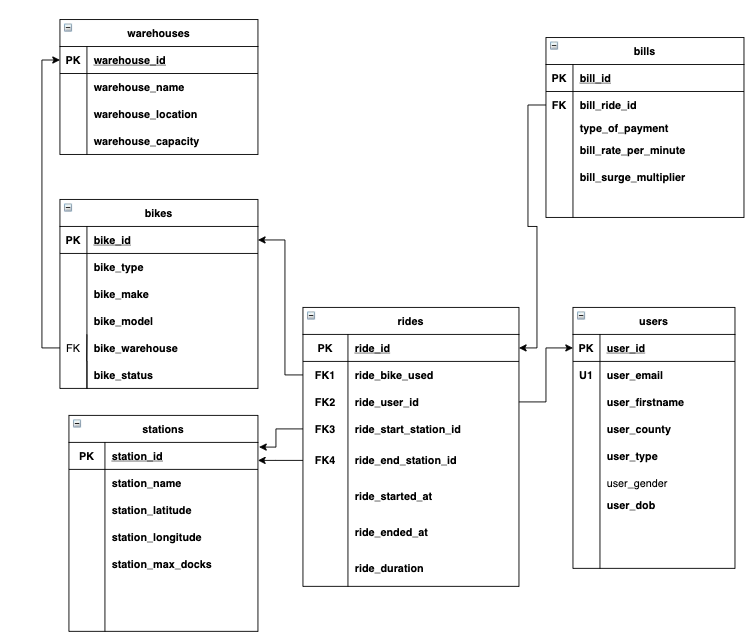 warehouses
PK warehouse_id
warehouse_name
warehouse_location
warehouse_capacity
bills
PK bill_id
FK bill_ride_id
type_of_payment
bill_rate_per_minute
bill_surge_multiplier
bikes
PK bike_id
bike_type
bike_make
bike_model
FK bike_warehouse
bike_status
rides
PK ride_id
FK1 ride_bike_used
FK2 ride_user_id
FK3 ride_start_station_id
FK4 ride_end_station_id
ride_started_at
ride_ended_at
ride_duration
users
PK user_id
U1 user_email
user_firstname
user_county
user_type
user_gender
user_dob
stations
PK station_id
station_name
station_latitude
station_longitude
station_max_docks